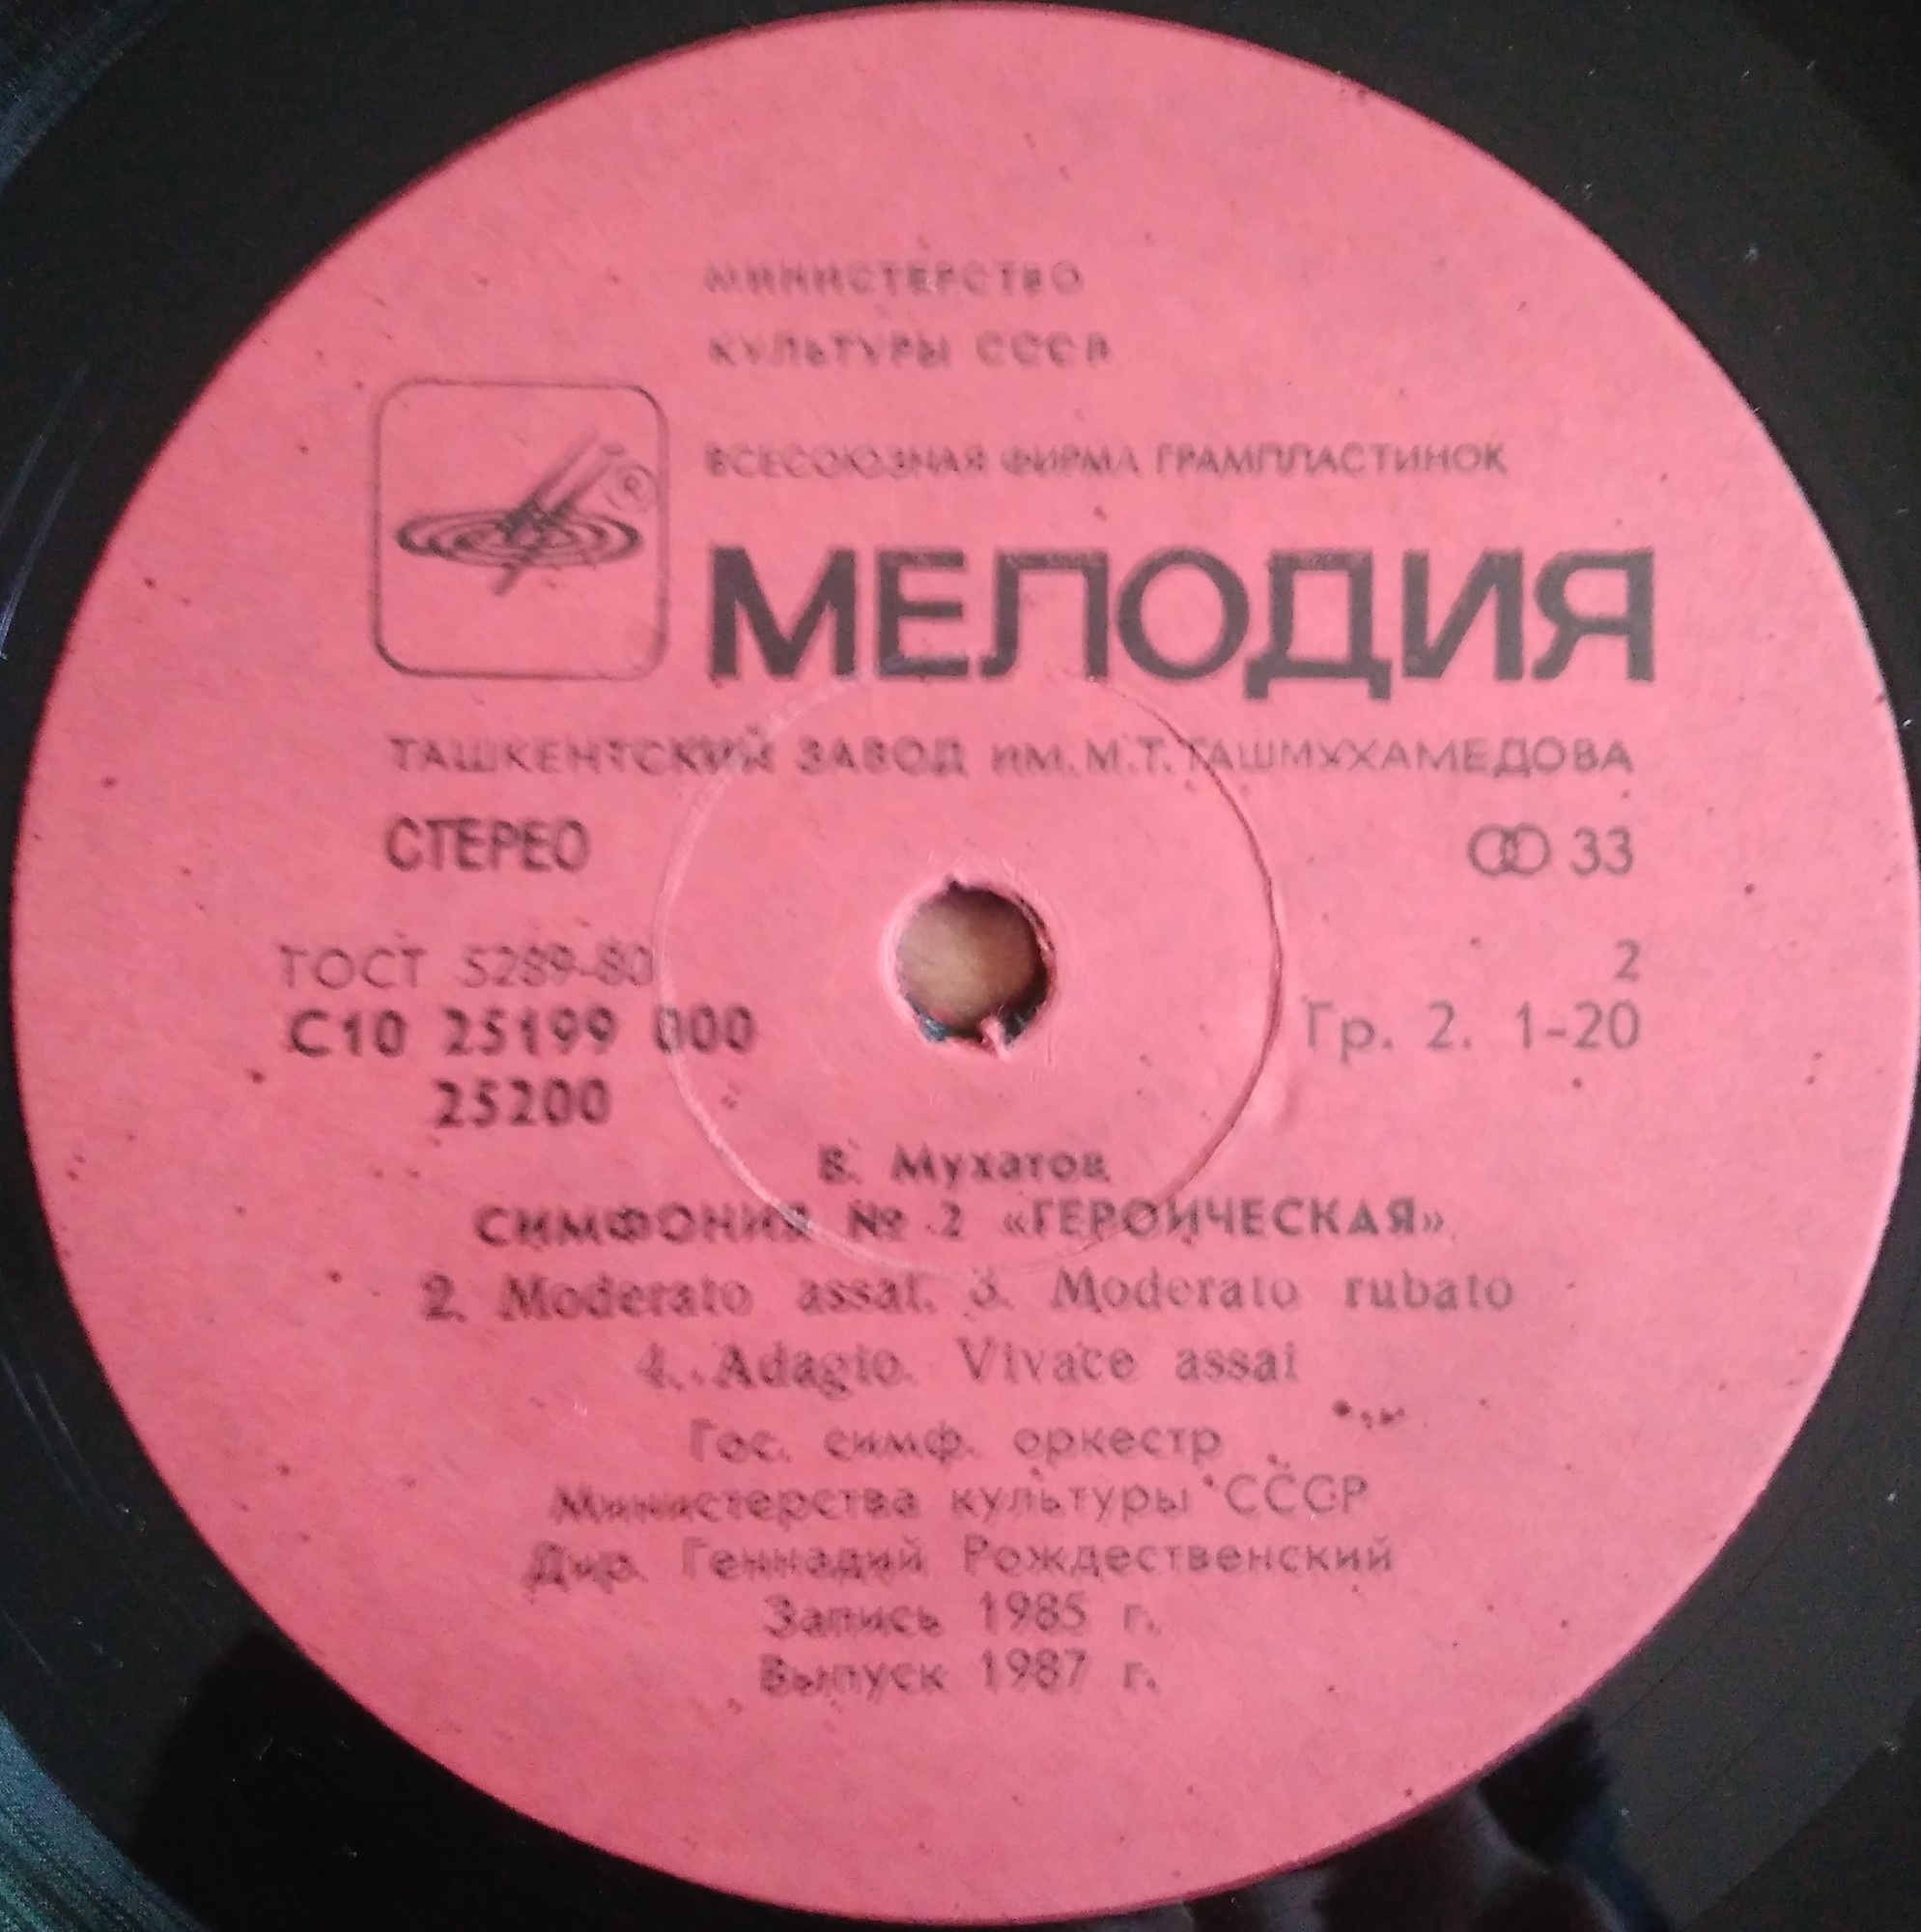 МИНИСТЕРСТВО
КУЛЬТУРЫ СССР
ВСЕСОЮЗНАЯ ФИРМА ГРАМПЛАСТИНОК
МЕЛОДИЯ
ТАШКЕНТСКИЙ ЗАВОД ИМ. М.Т. ТАШМУХАМЕДОВА
СТЕРЕО
33
ГОСТ 5289-80
2
С10 25199 000
Гр. 2. 1-20
25200
В. Мухатов
СИМФОНИЯ № 2 «ГЕРОИЧЕСКАЯ»
2. Moderato assai. 3. Moderato rubato
4. Adagio. Vivace assai
Гос. симф. оркестр
Министерства культуры СССР
Дир. Геннадий Рождественский
Запись 1985 г.
Выпуск 1987 г.